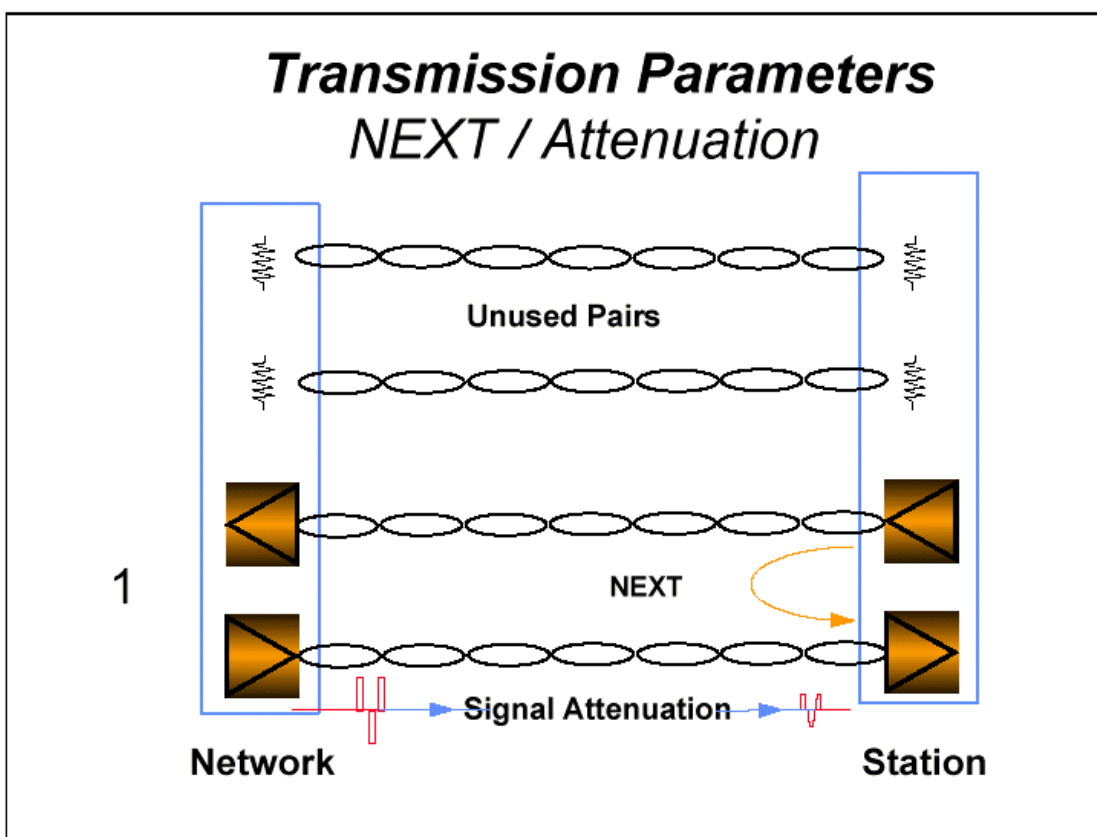 Transmission Parameters
NEXT / Attenuation
Unused Pairs
1
NEXT
Signal Attenuation
Network
Station